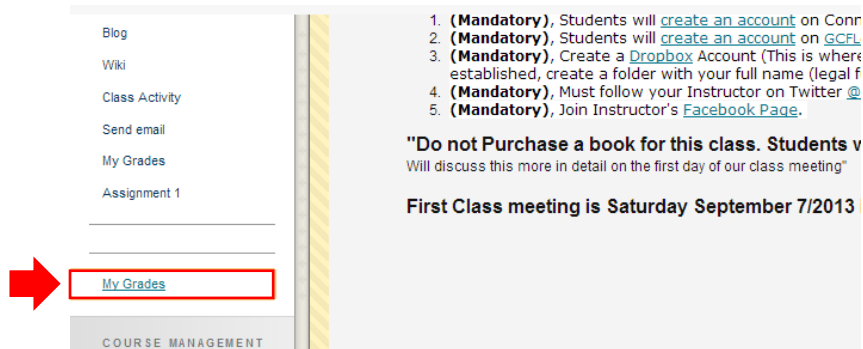 Blog
Wiki
Class Activity
Send email
My Grades
Assignment 1
My Grades
COURSE MANAGEMENT
1. (Mandatory), Students will create an account on Conn
2. (Mandatory), Students will create an account on GCFL
3. (Mandatory), Create a Dropbox Account (This is where
established, create a folder with your full name (legal f
4. (Mandatory), Must follow your Instructor on Twitter @
5. (Mandatory), Join Instructor's Facebook Page.
"Do not Purchase a book for this class. Students w
Will discuss this more in detail on the first day of our class meeting"
First Class meeting is Saturday September 7/2013